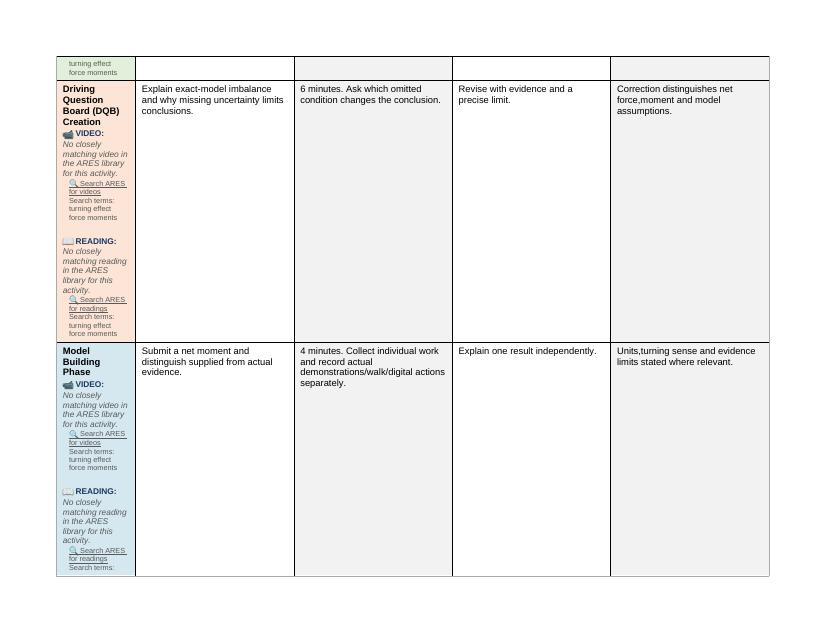 turning effect
force moments
Driving
Question
Board (DQB)
Creation
📹 VIDEO:
No closely
matching video in
the ARES library
for this activity.
🔍 Search ARES
for videos
Search terms:
turning effect
force moments
📖 READING:
No closely
matching reading
in the ARES
library for this
activity.
🔍 Search ARES
for readings
Search terms:
turning effect
force moments
Explain exact-model imbalance
and why missing uncertainty limits
conclusions.
6 minutes. Ask which omitted
condition changes the conclusion.
Revise with evidence and a
precise limit.
Correction distinguishes net
force,moment and model
assumptions.
Model
Building
Phase
📹 VIDEO:
No closely
matching video in
the ARES library
for this activity.
🔍 Search ARES
for videos
Search terms:
turning effect
force moments
📖 READING:
No closely
matching reading
in the ARES
library for this
activity.
🔍 Search ARES
for readings
Search terms:
Submit a net moment and
distinguish supplied from actual
evidence.
4 minutes. Collect individual work
and record actual
demonstrations/walk/digital actions
separately.
Explain one result independently.
Units,turning sense and evidence
limits stated where relevant.